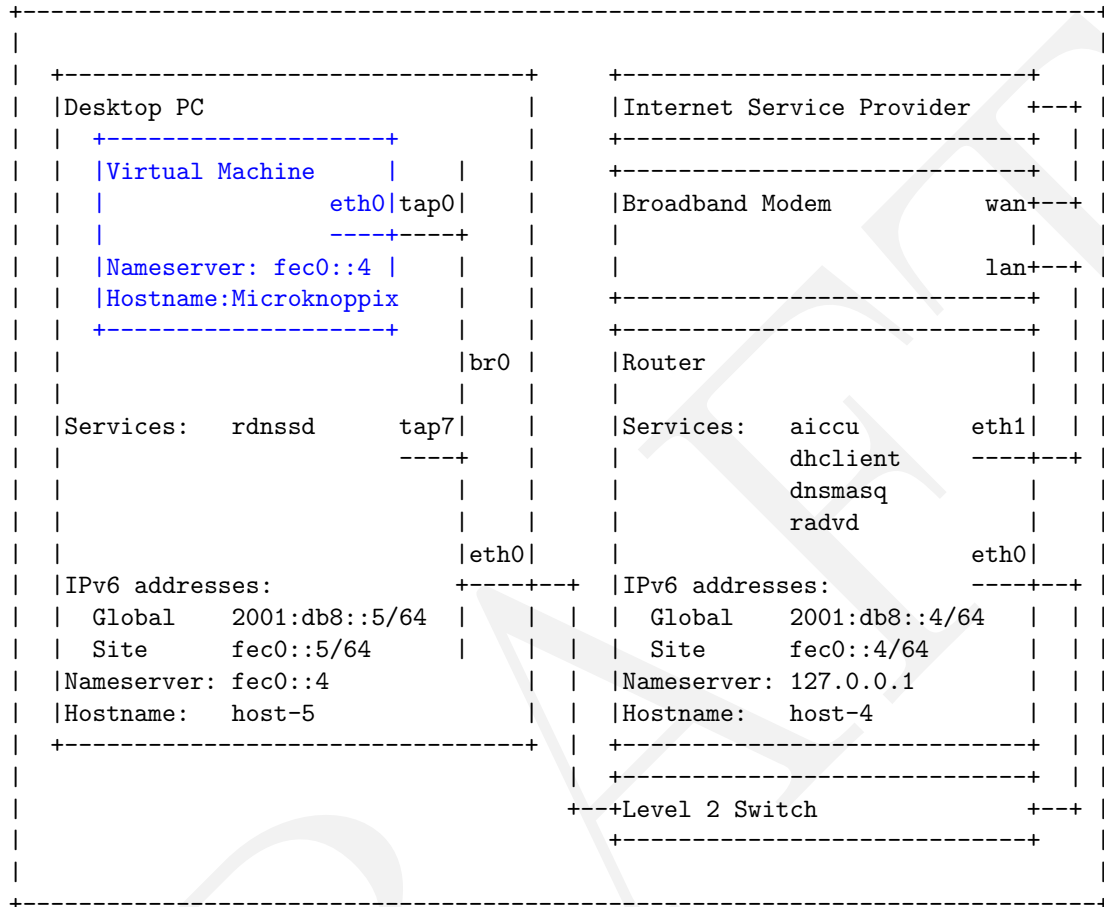 Desktop PC
Virtual Machine
eth0 tap0
Nameserver: fec0::4
Hostname:Microknoppix
br0
Services: rdnssd tap7
eth0
IPv6 addresses:
Global 2001:db8::5/64
Site fec0::5/64
Nameserver: fec0::4
Hostname: host-5
Internet Service Provider
Broadband Modem wan
lan
Router
Services: aiccu eth1
dhclient
dnsmasq
radvd
eth0
IPv6 addresses:
Global 2001:db8::4/64
Site fec0::4/64
Nameserver: 127.0.0.1
Hostname: host-4
Level 2 Switch